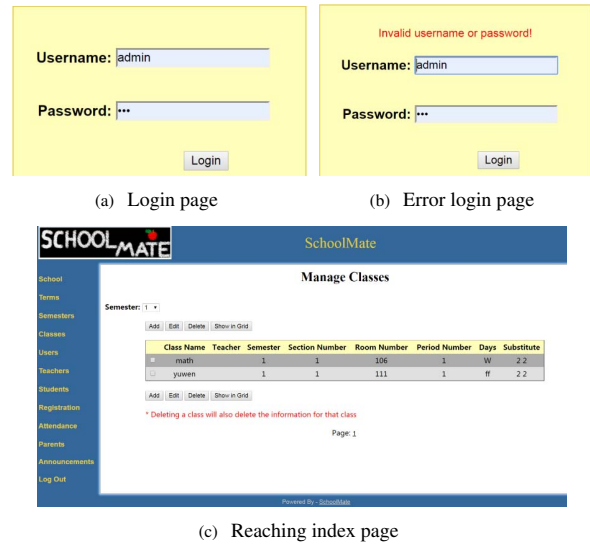 Invalid username or password!
Username: admin
Username: admin
Password: •••
Password: •••
Login
Login
(a) Login page
(b) Error login page
SCHOOLMATE
SchoolMate
School
Manage Classes
Terms
Semesters
Semester: 1
Classes
Add Edit Delete Show in Grid
Users
Class Name Teacher Semester Section Number Room Number Period Number Days Substitute
Teachers
math 1 1 106 1 W 2 2
yuwen 1 1 111 1 ff 2 2
Students
Add Edit Delete Show in Grid
Registration
* Deleting a class will also delete the information for that class
Attendance
Page: 1
Parents
Announcements
Log Out
Powered By - SchoolMate
(c) Reaching index page